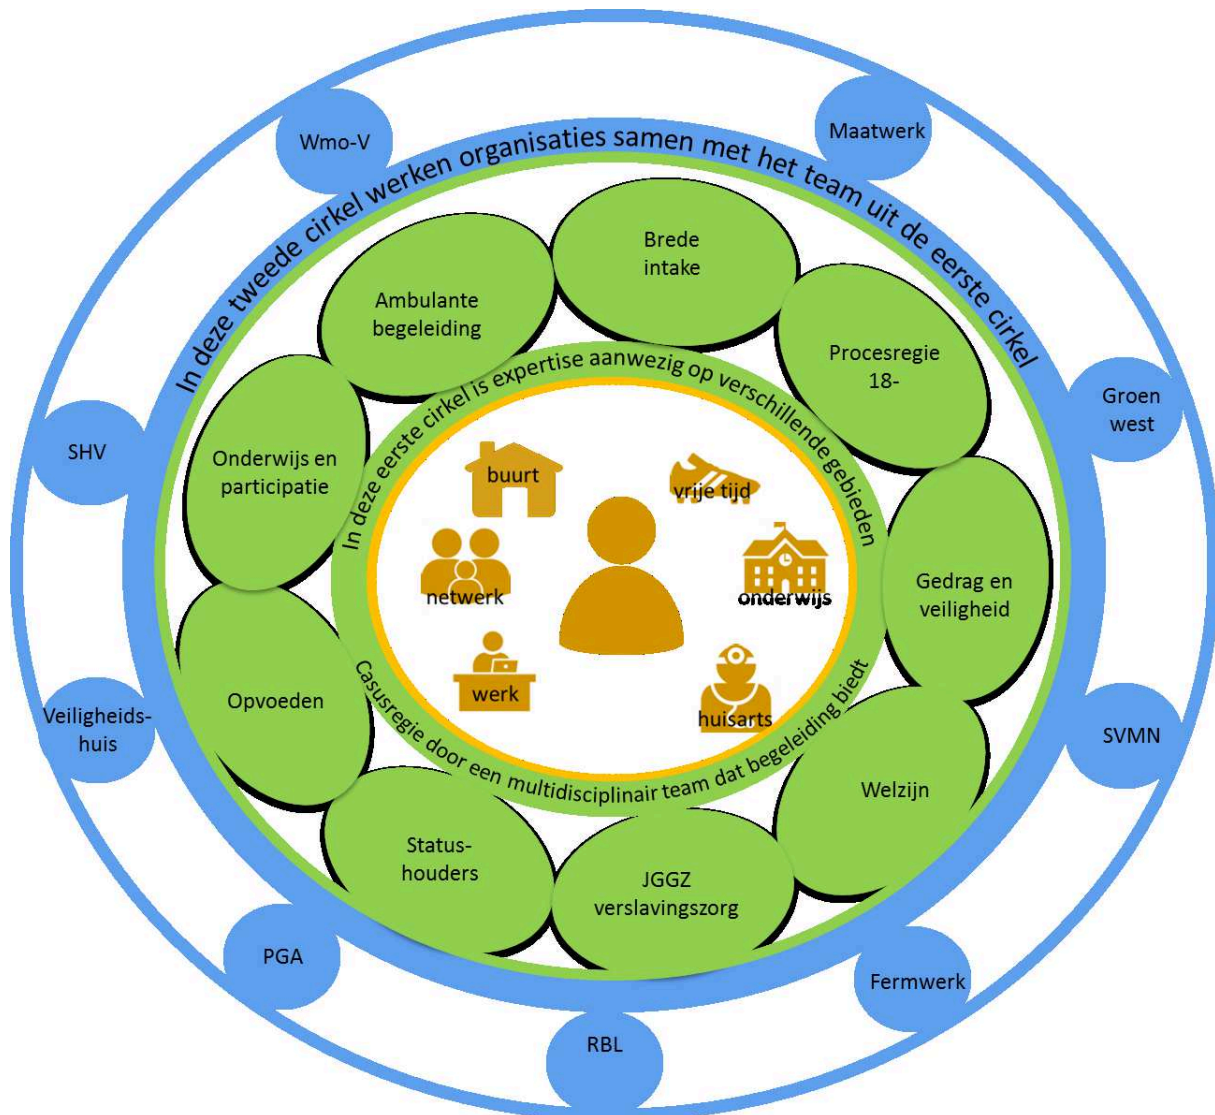 Wmo-V
Maatwerk
In deze tweede cirkel werken organisaties samen met het team uit de eerste cirkel
Brede
intake
Ambulante
begeleiding
Procesregie
18-
Groen
west
SHV
Onderwijs en
participatie
In deze eerste cirkel is expertise aanwezig op verschillende gebieden
buurt
vrije tijd
netwerk
onderwijs
werk
huisarts
Gedrag en
veiligheid
Casusregie door een multidisciplinair team dat begeleiding biedt
Opvoeden
Veiligheids-
huis
SVMN
Welzijn
Status-
houders
JGGZ
verslavingszorg
PGA
Fermwerk
RBL